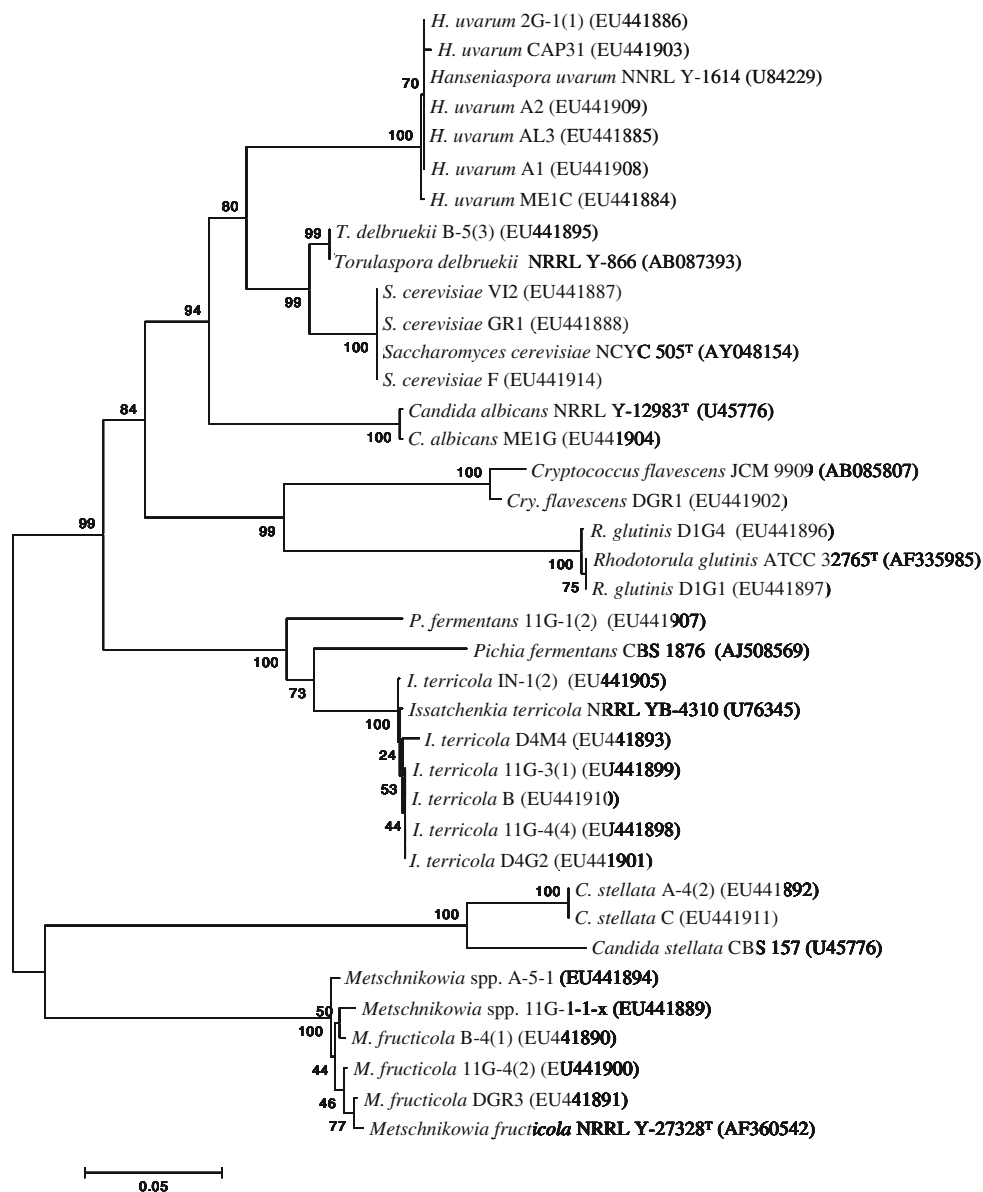 H. uvarum 2G-1(1) (EU441886)
H. uvarum CAP31 (EU441903)
Hanseniaspora uvarum NNRL Y-1614 (U84229)
70
H. uvarum A2 (EU441909)
100
H. uvarum AL3 (EU441885)
H. uvarum A1 (EU441908)
H. uvarum ME1C (EU441884)
80
99
T. delbruekii B-5(3) (EU441895)
Torulaspora delbruekii NRRL Y-866 (AB087393)
S. cerevisiae VI2 (EU441887)
99
94
S. cerevisiae GR1 (EU441888)
100
Saccharomyces cerevisiae NCYC 505ᵀ (AY048154)
S. cerevisiae F (EU441914)
84
Candida albicans NRRL Y-12983ᵀ (U45776)
100
C. albicans ME1G (EU441904)
100
Cryptococcus flavescens JCM 9909 (AB085807)
Cry. flavescens DGR1 (EU441902)
99
99
R. glutinis D1G4 (EU441896)
100
Rhodotorula glutinis ATCC 32765ᵀ (AF335985)
75
R. glutinis D1G1 (EU441897)
P. fermentans 11G-1(2) (EU441907)
100
Pichia fermentans CBS 1876 (AJ508569)
73
I. terricola IN-1(2) (EU441905)
Issatchenkia terricola NRRL YB-4310 (U76345)
100
I. terricola D4M4 (EU441893)
24
I. terricola 11G-3(1) (EU441899)
53
I. terricola B (EU441910)
44
I. terricola 11G-4(4) (EU441898)
I. terricola D4G2 (EU441901)
100
C. stellata A-4(2) (EU441892)
100
C. stellata C (EU441911)
Candida stellata CBS 157 (U45776)
Metschnikowia spp. A-5-1 (EU441894)
50
Metschnikowia spp. 11G-1-1-x (EU441889)
100
M. fructicola B-4(1) (EU441890)
44
M. fructicola 11G-4(2) (EU441900)
46
M. fructicola DGR3 (EU441891)
77
Metschnikowia fructicola NRRL Y-27328ᵀ (AF360542)
0.05